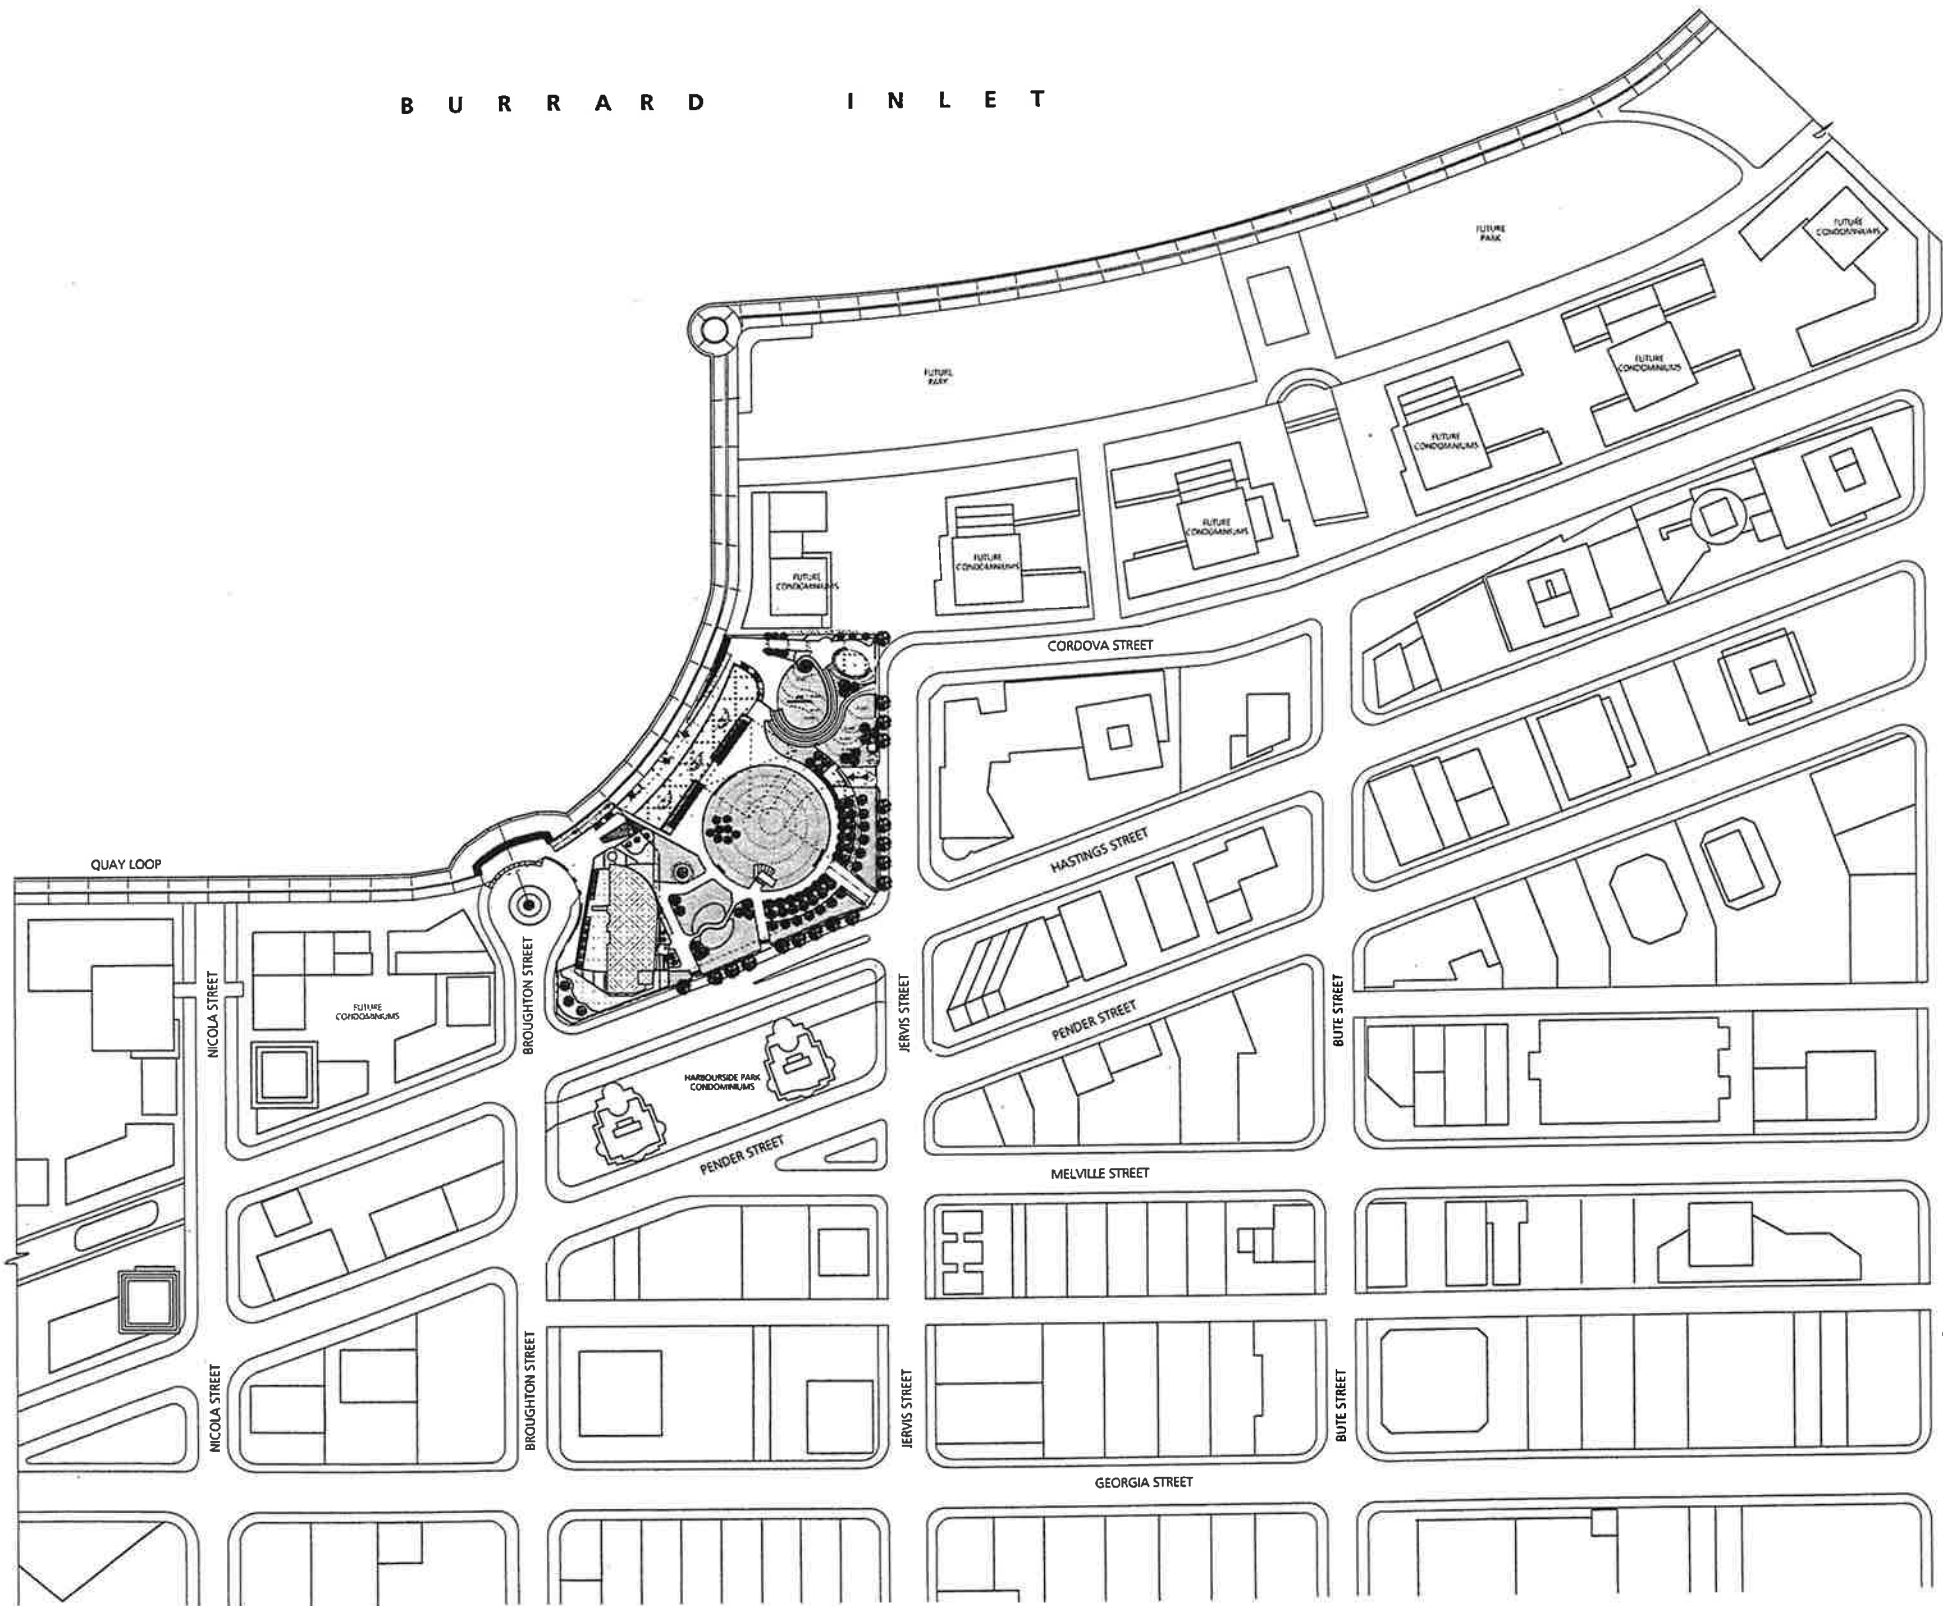 BURRARD INLET
FUTURE
CONDOMINIUMS
FUTURE
PARK
FUTURE
CONDOMINIUMS
FUTURE
PARK
FUTURE
CONDOMINIUMS
FUTURE
CONDOMINIUMS
FUTURE
CONDOMINIUMS
FUTURE
CONDOMINIUMS
CORDOVA STREET
QUAY LOOP
HASTINGS STREET
NICOLA STREET
FUTURE
CONDOMINIUMS
BROUGHTON STREET
JERVIS STREET
PENDER STREET
BUTE STREET
HARBOURSIDE PARK
CONDOMINIUMS
PENDER STREET
MELVILLE STREET
NICOLA STREET
BROUGHTON STREET
JERVIS STREET
BUTE STREET
GEORGIA STREET